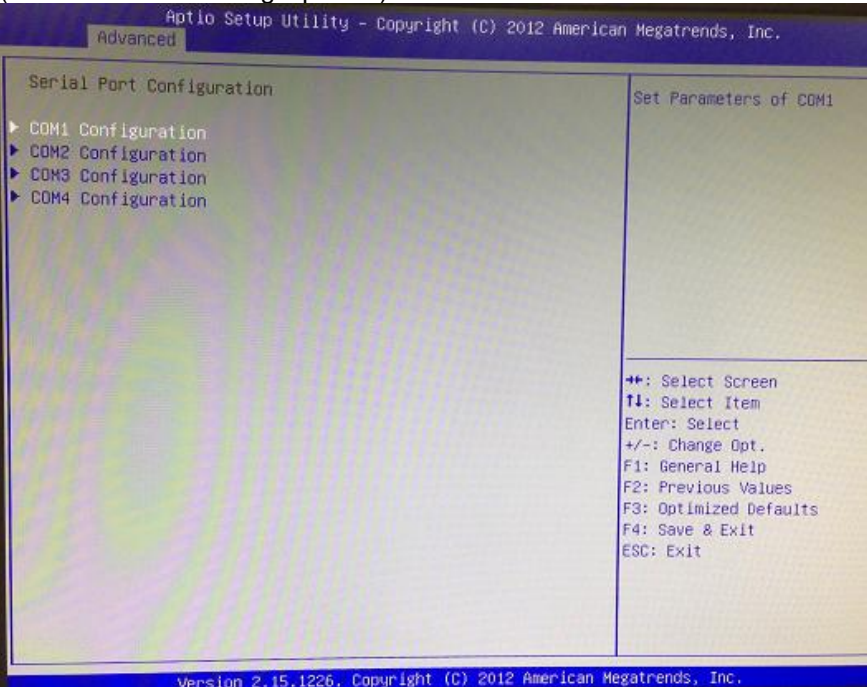 Aptio Setup Utility - Copyright (C) 2012 American Megatrends, Inc.
Advanced
Serial Port Configuration
COM1 Configuration
COM2 Configuration
COM3 Configuration
COM4 Configuration
Set Parameters of COM1
→←: Select Screen
↑↓: Select Item
Enter: Select
+/-: Change Opt.
F1: General Help
F2: Previous Values
F3: Optimized Defaults
F4: Save & Exit
ESC: Exit
Version 2.15.1226. Copyright (C) 2012 American Megatrends, Inc.